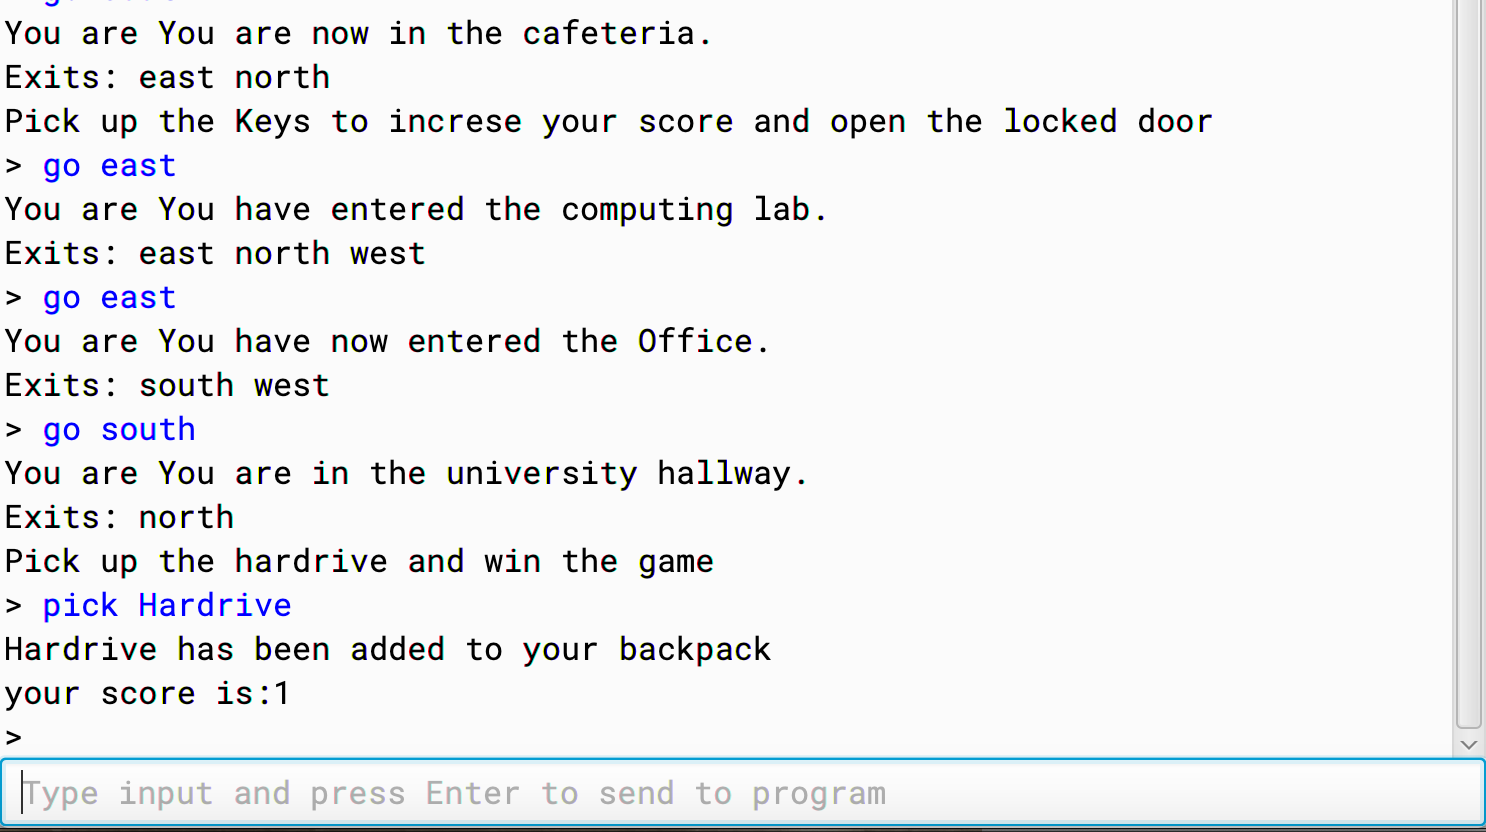 You are You are now in the cafeteria.
Exits: east north
Pick up the Keys to increse your score and open the locked door
> go east
You are You have entered the computing lab.
Exits: east north west
> go east
You are You have now entered the Office.
Exits: south west
> go south
You are You are in the university hallway.
Exits: north
Pick up the hardrive and win the game
> pick Hardrive
Hardrive has been added to your backpack
your score is:1
>
Type input and press Enter to send to program